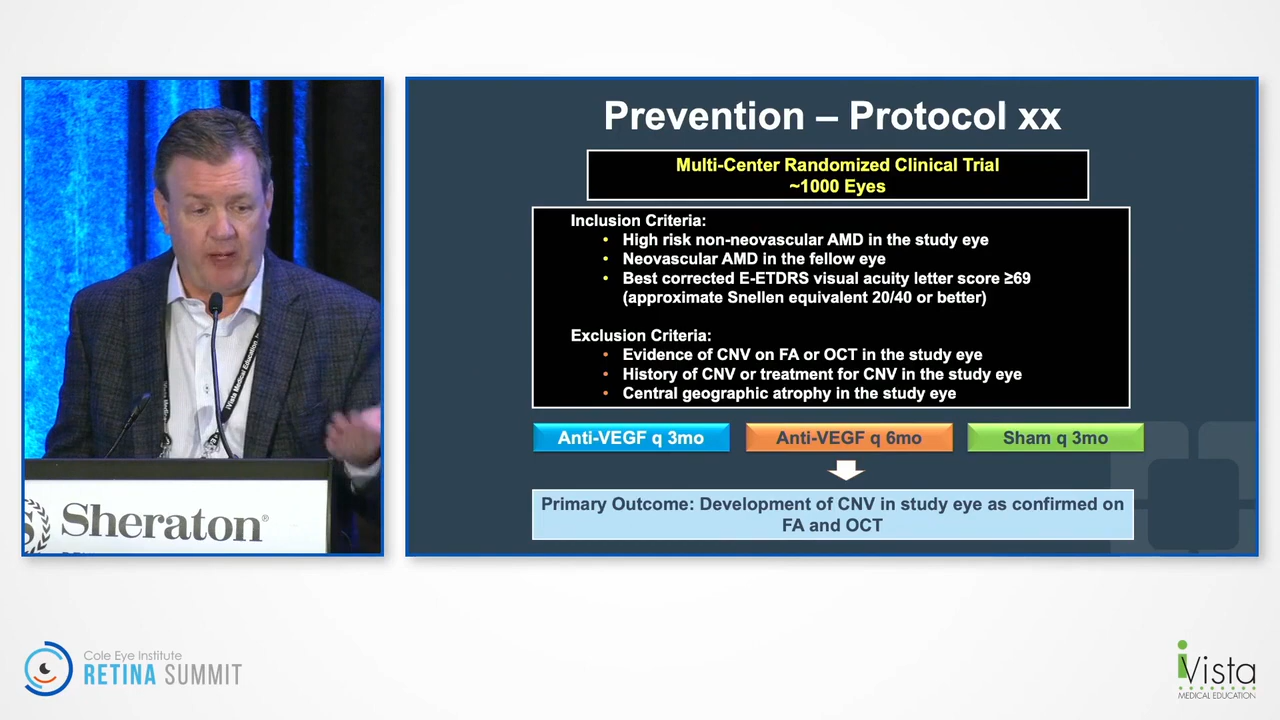 Prevention – Protocol xx
Multi-Center Randomized Clinical Trial
~1000 Eyes
Inclusion Criteria:
• High risk non-neovascular AMD in the study eye
• Neovascular AMD in the fellow eye
• Best corrected E-ETDRS visual acuity letter score ≥69
(approximate Snellen equivalent 20/40 or better)
Exclusion Criteria:
• Evidence of CNV on FA or OCT in the study eye
• History of CNV or treatment for CNV in the study eye
• Central geographic atrophy in the study eye
Anti-VEGF q 3mo
Anti-VEGF q 6mo
Sham q 3mo
Primary Outcome: Development of CNV in study eye as confirmed on
FA and OCT
iVista Medical Education
Sheraton®
Cole Eye Institute
RETINA SUMMIT
iVista
MEDICAL EDUCATION